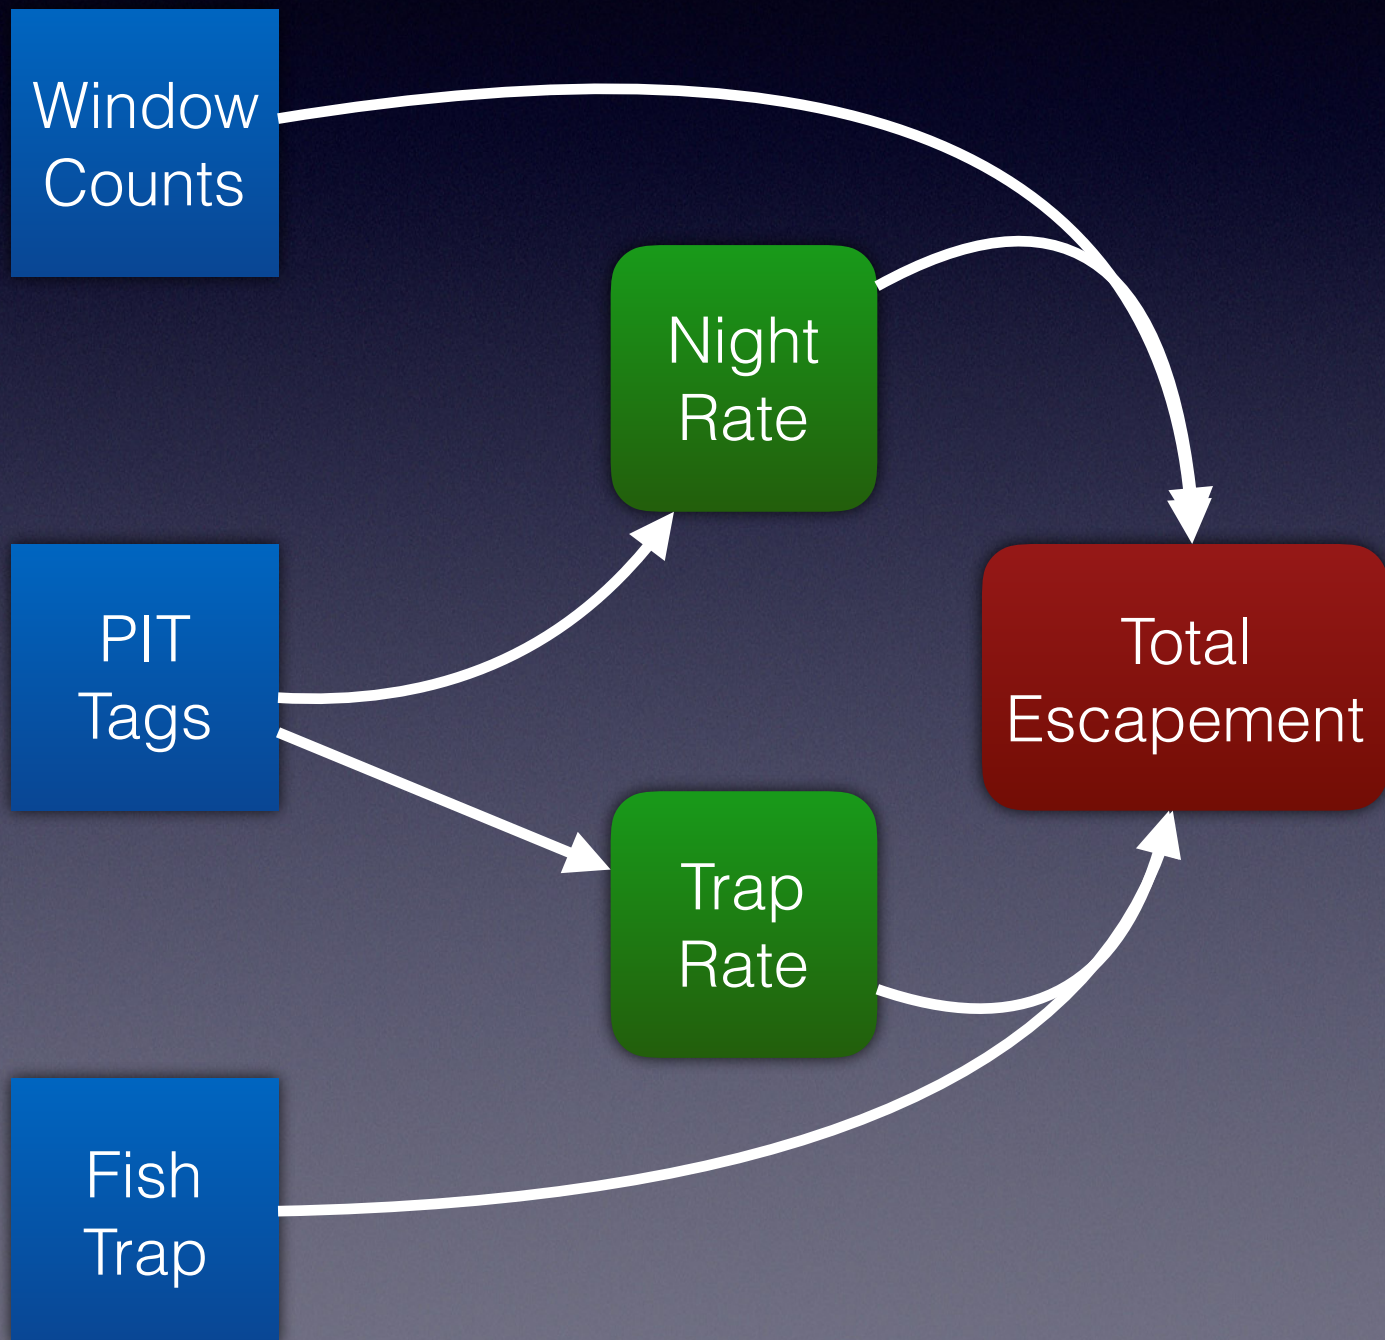 Window
Counts
Night
Rate
PIT
Tags
Total
Escapement
Trap
Rate
Fish
Trap